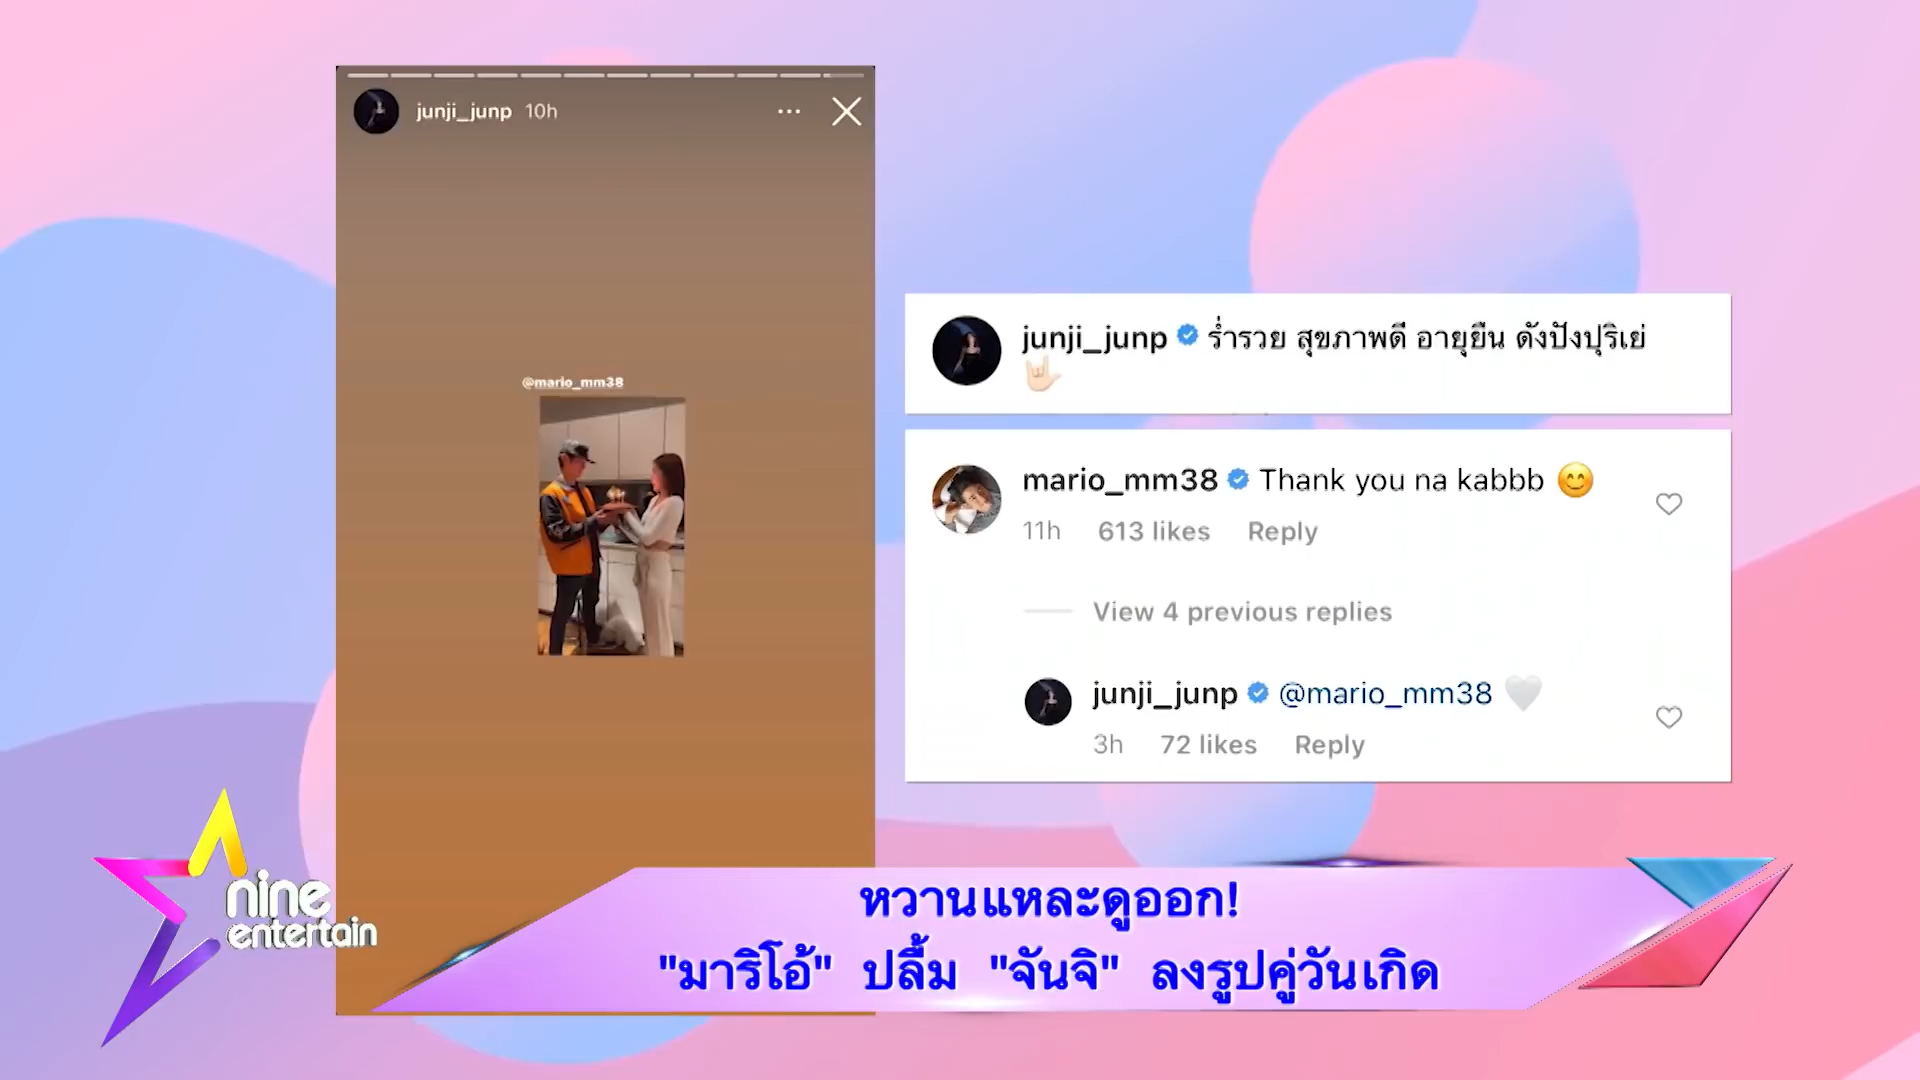 junji_junp 10h
@mario_mm38
junji_junp ร่ำรวย สุขภาพดี อายุยืน ดังปังปุริเย่
🤟🏻
mario_mm38 Thank you na kabbb 😊
11h 613 likes Reply
View 4 previous replies
junji_junp @mario_mm38 🤍
3h 72 likes Reply
nine
entertain
หวานแหละดูออก!
"มาริโอ้" ปลื้ม "จันจิ" ลงรูปคู่วันเกิด